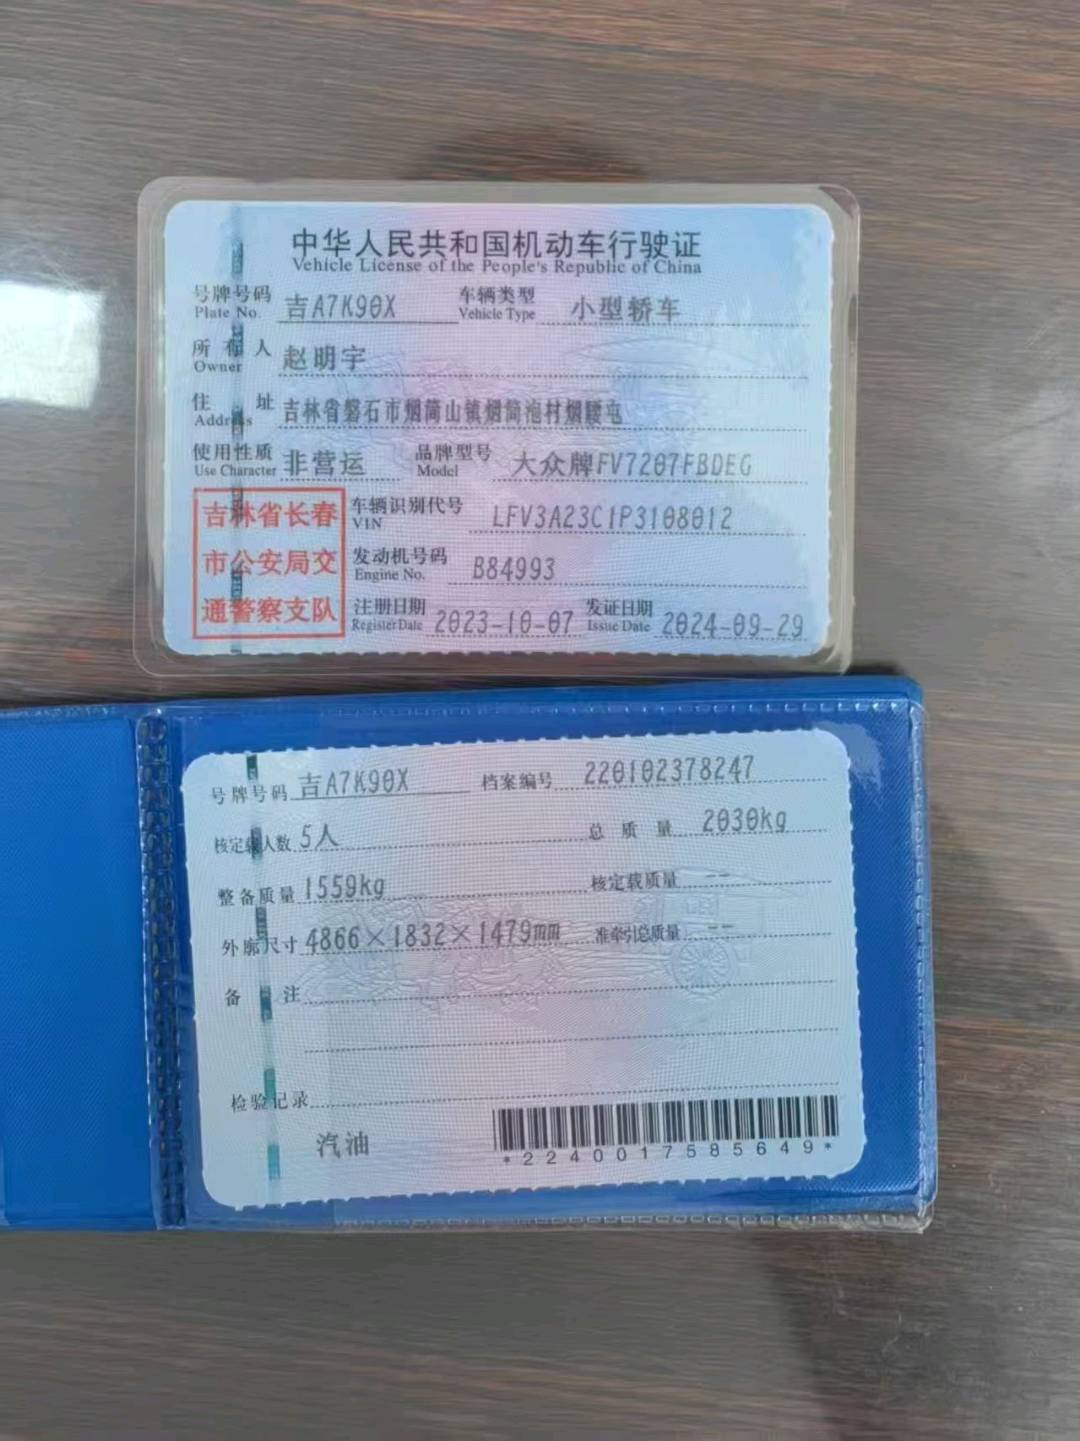 中华人民共和国机动车行驶证
Vehicle License of the People's Republic of China
号牌号码 吉A7K90X 车辆类型 小型轿车
Plate No. Vehicle Type
所有人 赵明宇
Owner
住址 吉林省磐石市烟筒山镇烟筒泡村烟腰屯
Address
使用性质 非营运 品牌型号 大众牌FV7207FBDEG
Use Character Model
吉林省长春
市公安局交
通警察支队
车辆识别代号 LFV3A23C1P3108012
VIN
发动机号码 B84993
Engine No.
注册日期 2023-10-07 发证日期 2024-09-29
Register Date Issue Date
号牌号码 吉A7K90X 档案编号 220102378247
核定载人数 5人 总质量 2030kg
整备质量 1559kg 核定载质量 --
外廓尺寸 4866×1832×1479mm 准牵引总质量 --
备注
检验记录
汽油
*2240017585649*